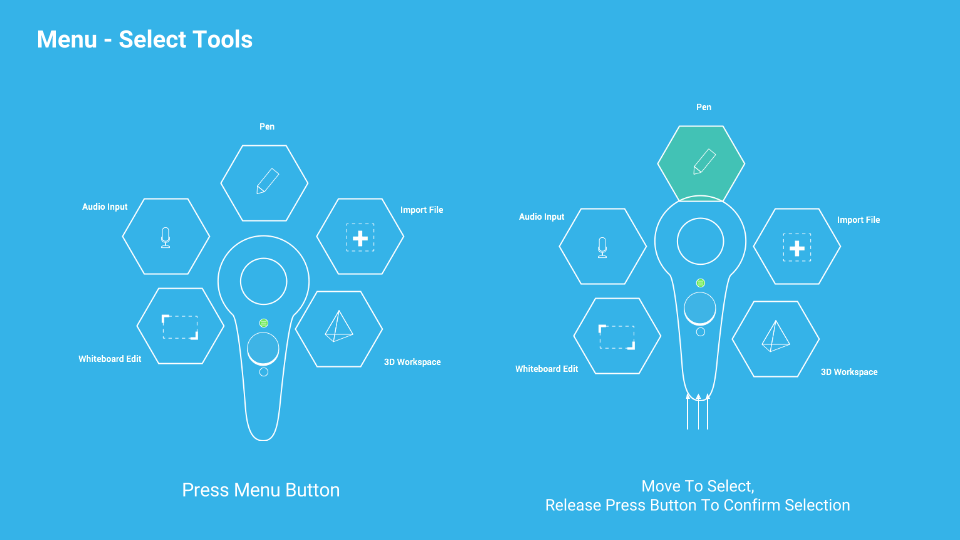 Menu - Select Tools
Pen
Audio Input
Import File
Whiteboard Edit
3D Workspace
Press Menu Button
Pen
Audio Input
Import File
Whiteboard Edit
3D Workspace
Move To Select,
Release Press Button To Confirm Selection